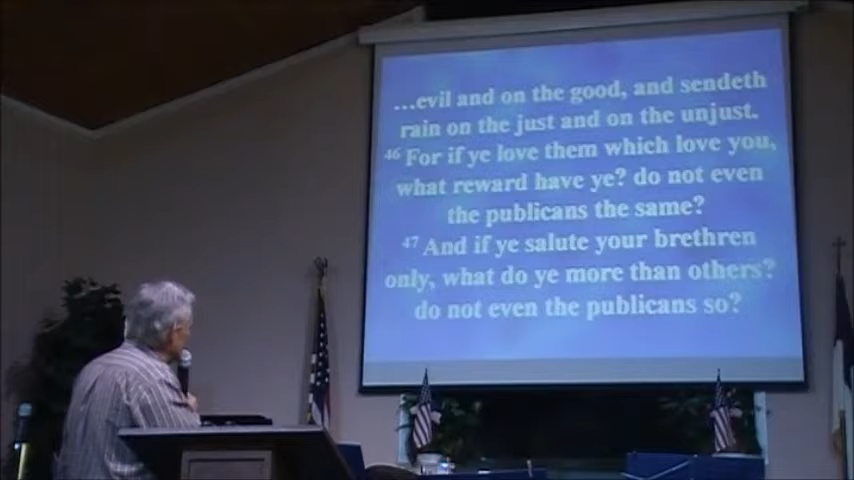 ...evil and on the good, and sendeth
rain on the just and on the unjust.
46 For if ye love them which love you,
what reward have ye? do not even
the publicans the same?
47 And if ye salute your brethren
only, what do ye more than others?
do not even the publicans so?